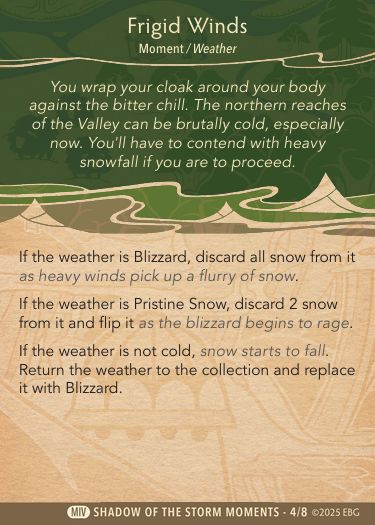 Frigid Winds
Moment / Weather
You wrap your cloak around your body
against the bitter chill. The northern reaches
of the Valley can be brutally cold, especially
now. You'll have to contend with heavy
snowfall if you are to proceed.
If the weather is Blizzard, discard all snow from it
as heavy winds pick up a flurry of snow.
If the weather is Pristine Snow, discard 2 snow
from it and flip it as the blizzard begins to rage.
If the weather is not cold, snow starts to fall.
Return the weather to the collection and replace
it with Blizzard.
MIV SHADOW OF THE STORM MOMENTS - 4/8 ©2025 EBG